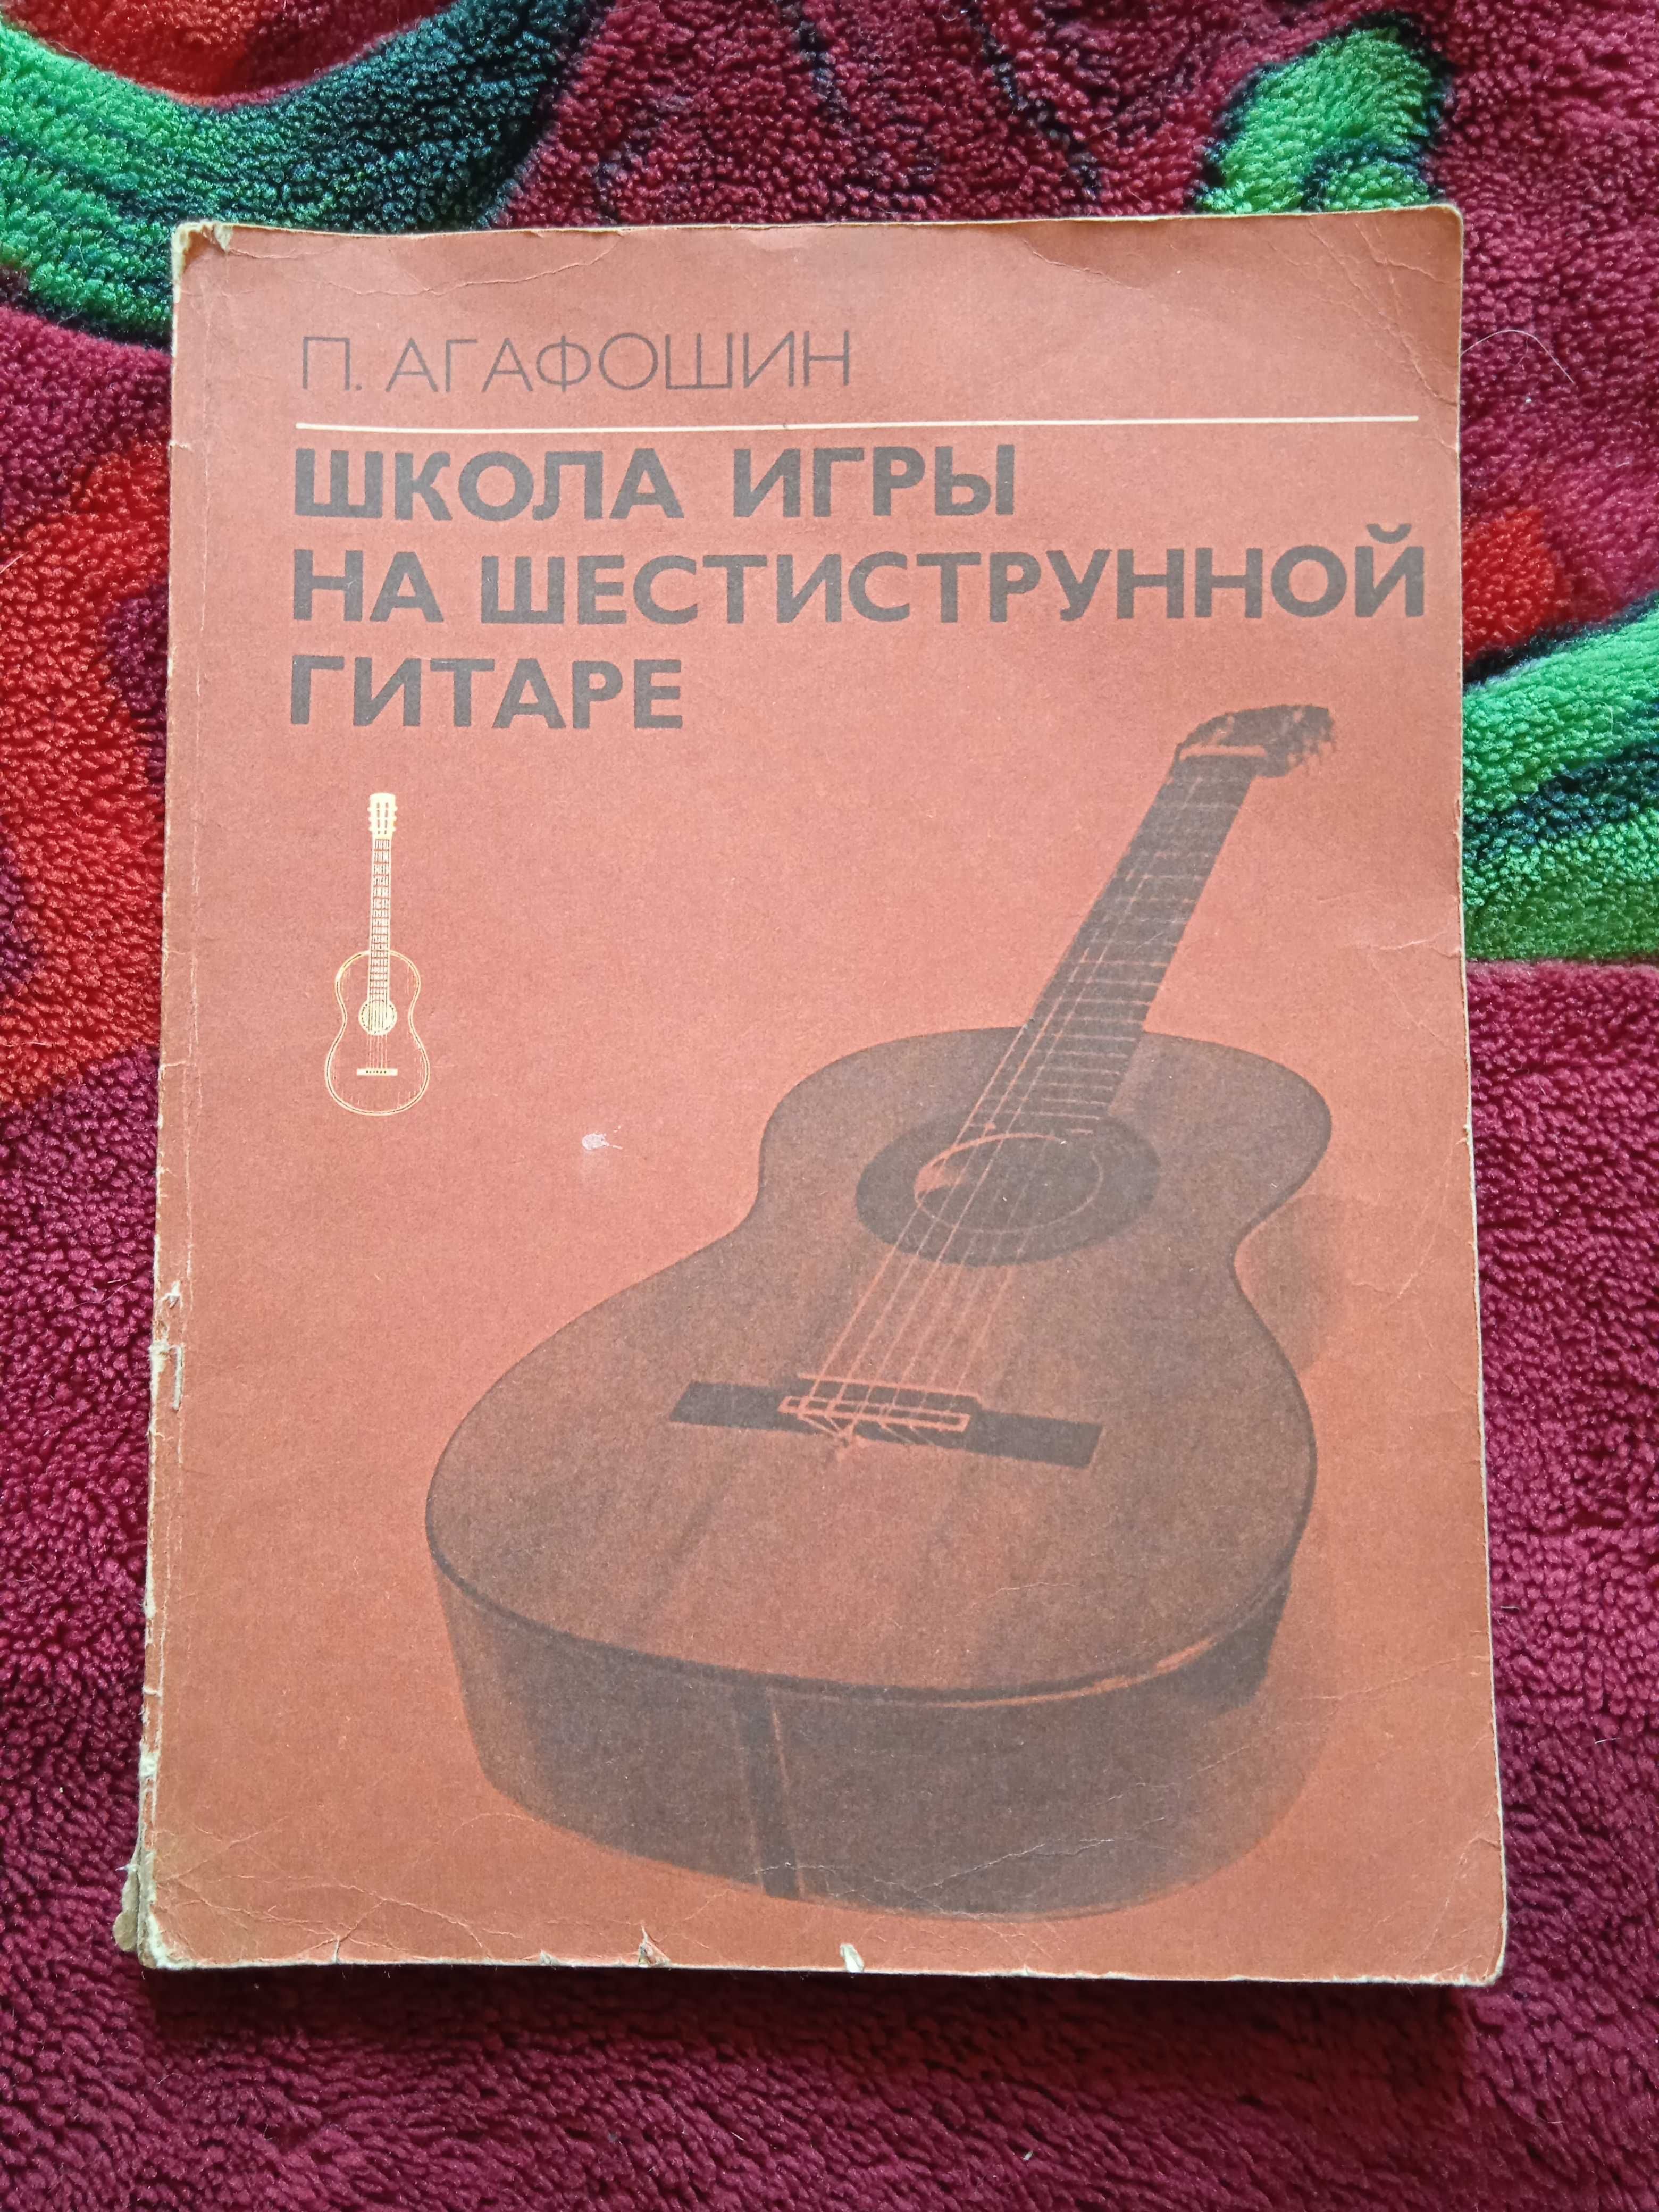 П. АГАФОШИН
ШКОЛА ИГРЫ
НА ШЕСТИСТРУННОЙ
ГИТАРЕ